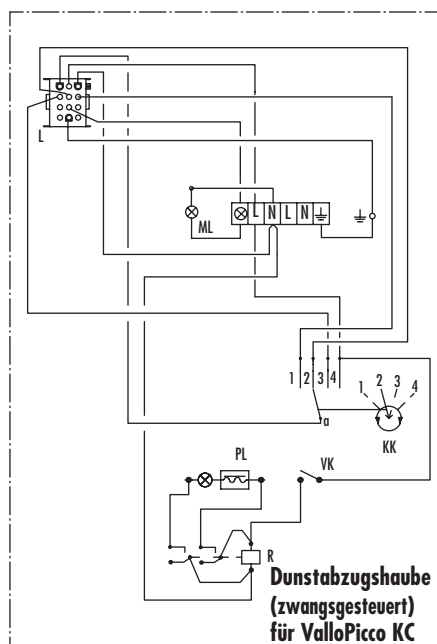 L
ML
L N L N
1 2 3 4
1 2 3 4
a
KK
PL
VK
R
Dunstabzugshaube
(zwangsgesteuert)
für ValloPicco KC